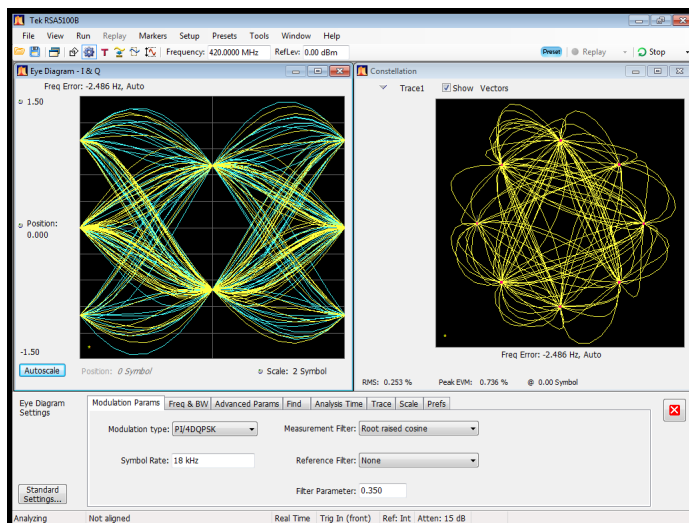 Tek RSA5100B
File View Run Replay Markers Setup Presets Tools Window Help
T Frequency: 420.0000 MHz RefLev: 0.00 dBm Preset Replay Stop
Eye Diagram - I & Q
Freq Error: -2.486 Hz, Auto
1.50
Position:
0.000
-1.50
Autoscale Position: 0 Symbol Scale: 2 Symbol
Constellation
Trace1 Show Vectors
Freq Error: -2.486 Hz, Auto
RMS: 0.253 % Peak EVM: 0.736 % @ 0.00 Symbol
Eye Diagram
Settings
Modulation Params Freq & BW Advanced Params Find Analysis Time Trace Scale Prefs
Modulation type: PI/4DQPSK Measurement Filter: Root raised cosine
Symbol Rate: 18 kHz Reference Filter: None
Filter Parameter: 0.350
Standard
Settings...
Analyzing Not aligned Real Time Trig In (front) Ref: Int Atten: 15 dB